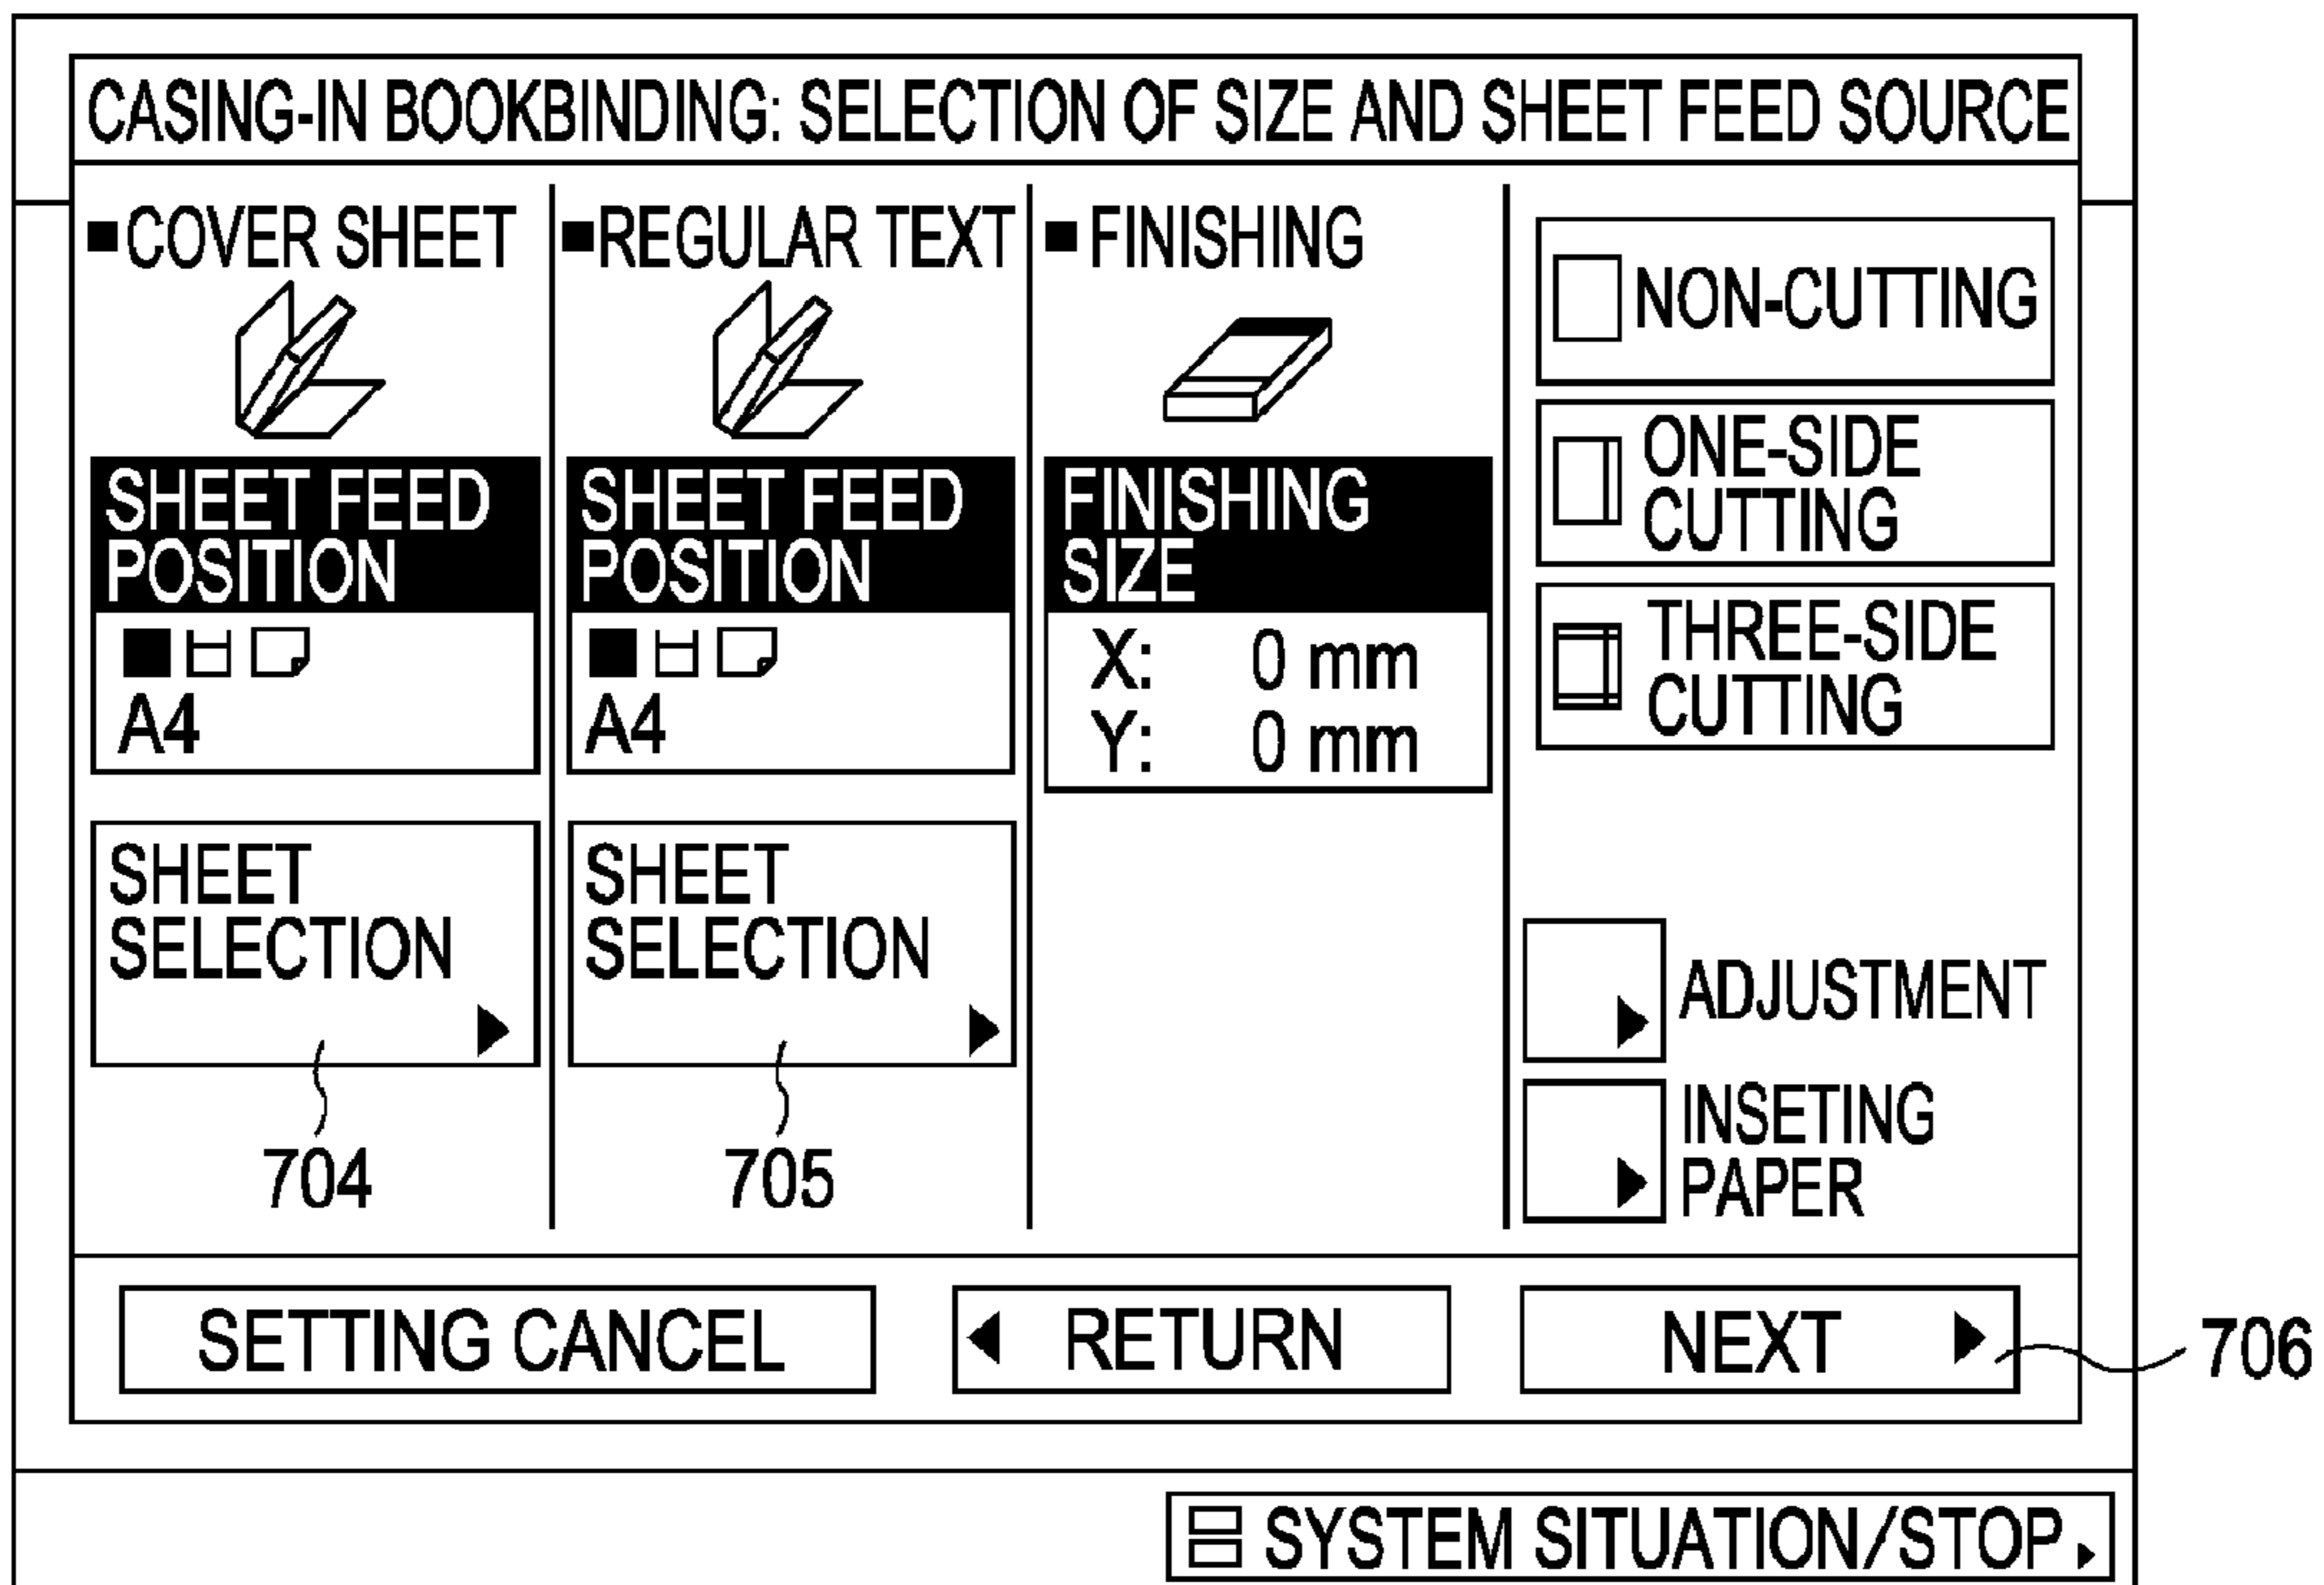 CASING-IN BOOKBINDING: SELECTION OF SIZE AND SHEET FEED SOURCE
■COVER SHEET
SHEET FEED
POSITION
A4
SHEET
SELECTION
704
■REGULAR TEXT
SHEET FEED
POSITION
A4
SHEET
SELECTION
705
■FINISHING
FINISHING
SIZE
X: 0 mm
Y: 0 mm
NON-CUTTING
ONE-SIDE
CUTTING
THREE-SIDE
CUTTING
ADJUSTMENT
INSETING
PAPER
SETTING CANCEL
RETURN
NEXT
706
SYSTEM SITUATION/STOP